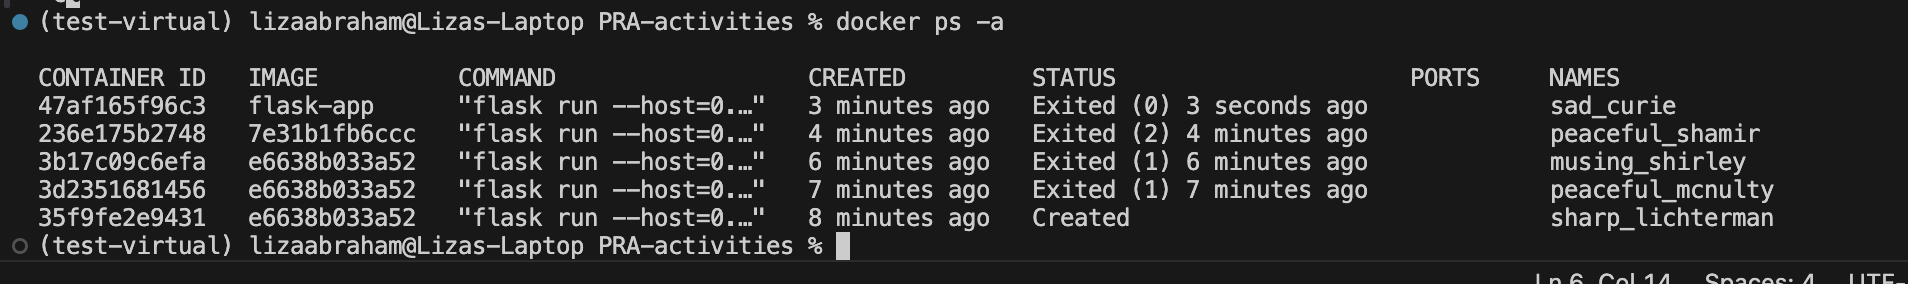 (test-virtual) lizaabraham@Lizas-Laptop PRA-activities % docker ps -a
CONTAINER ID   IMAGE          COMMAND                  CREATED         STATUS                     PORTS     NAMES
47af165f96c3   flask-app      "flask run --host=0.…"   3 minutes ago   Exited (0) 3 seconds ago             sad_curie
236e175b2748   7e31b1fb6ccc   "flask run --host=0.…"   4 minutes ago   Exited (2) 4 minutes ago             peaceful_shamir
3b17c09c6efa   e6638b033a52   "flask run --host=0.…"   6 minutes ago   Exited (1) 6 minutes ago             musing_shirley
3d2351681456   e6638b033a52   "flask run --host=0.…"   7 minutes ago   Exited (1) 7 minutes ago             peaceful_mcnulty
35f9fe2e9431   e6638b033a52   "flask run --host=0.…"   8 minutes ago   Created                              sharp_lichterman
(test-virtual) lizaabraham@Lizas-Laptop PRA-activities %
Ln 6, Col 14   Spaces: 4   UTF-